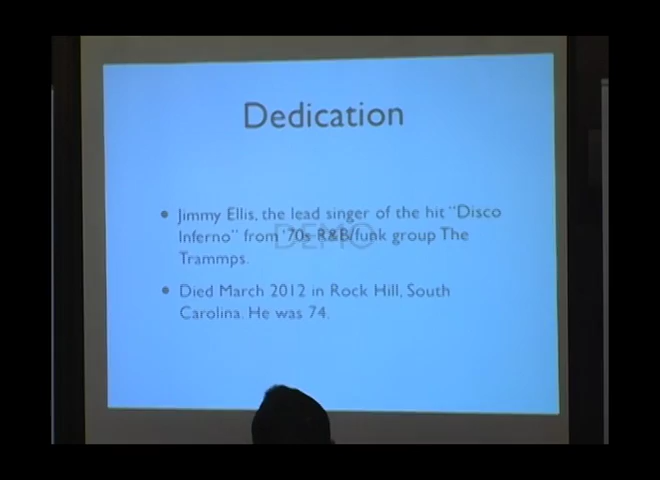 Dedication
• Jimmy Ellis, the lead singer of the hit "Disco
Inferno" from '70s R&B/funk group The
Trammps.
DEMO
• Died March 2012 in Rock Hill, South
Carolina. He was 74.